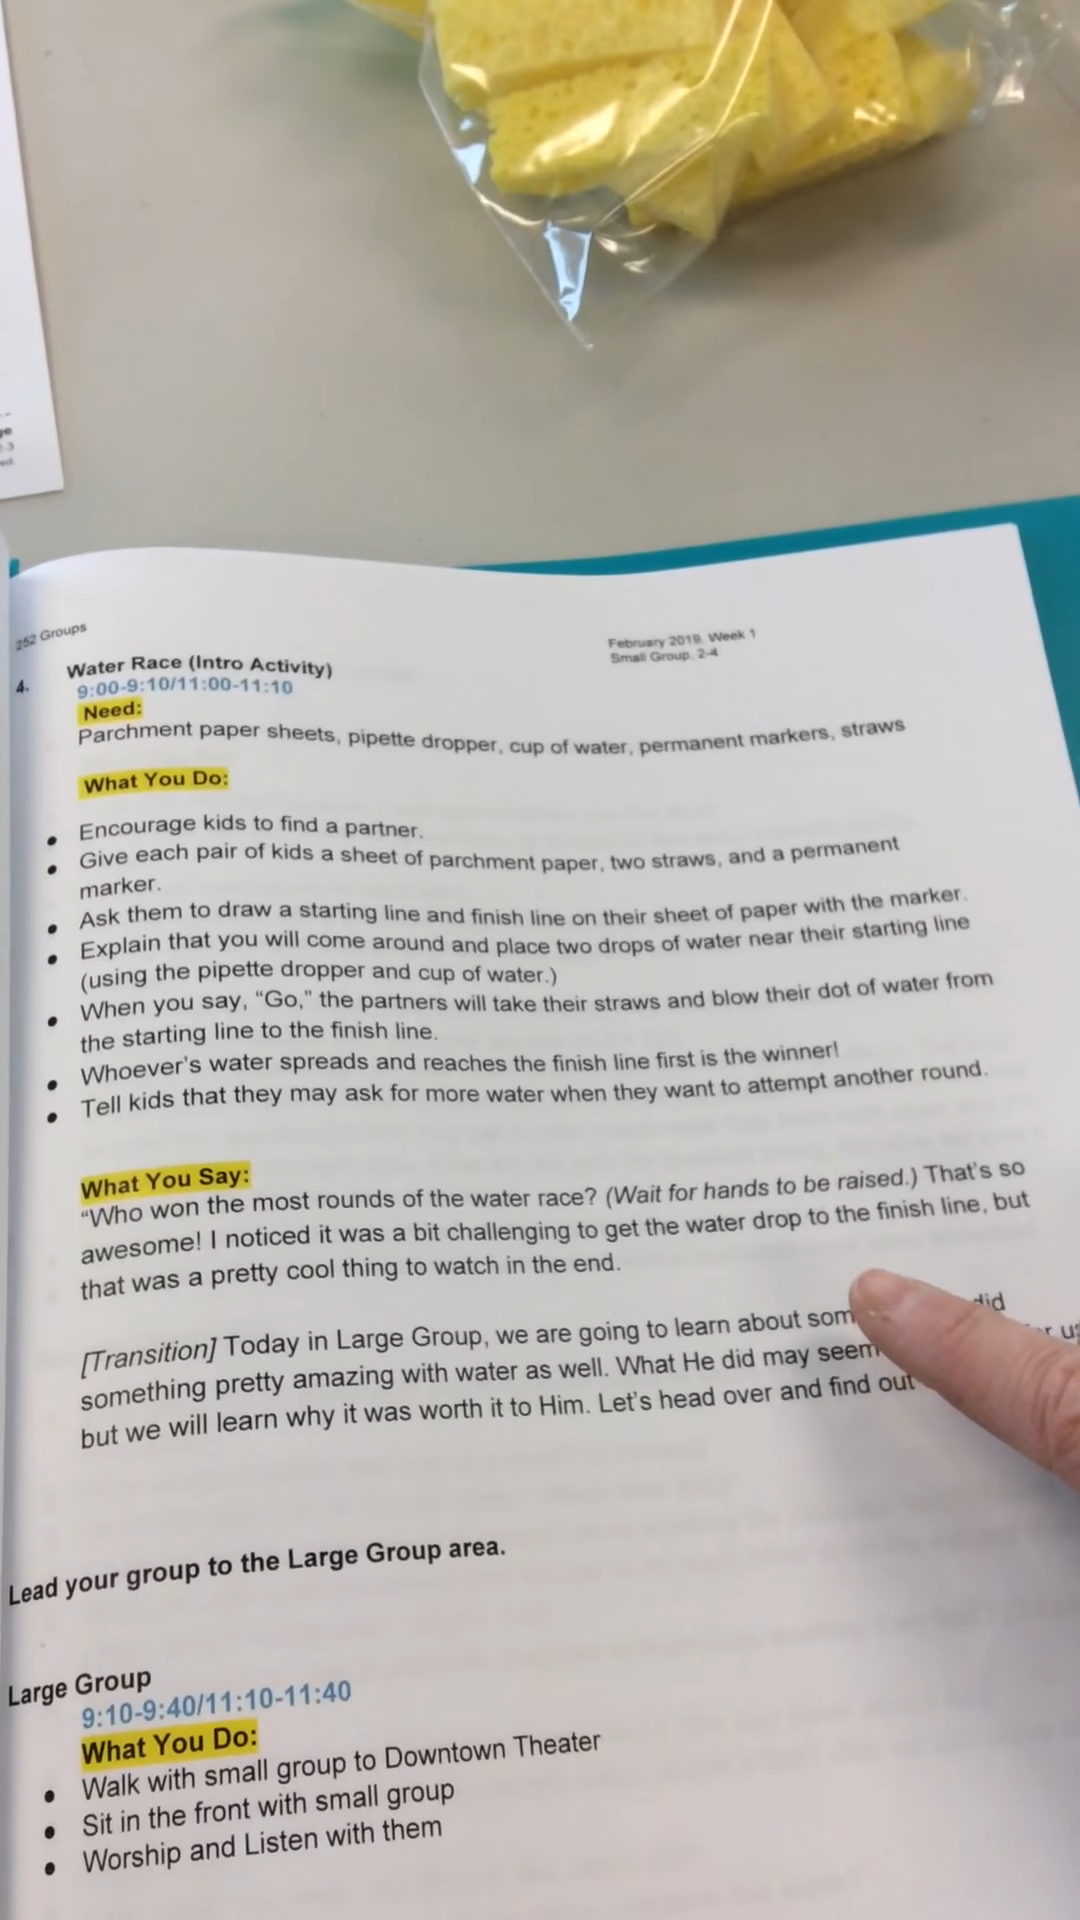 252 Groups
February 2019, Week 1
Small Group, 2-4
4. Water Race (Intro Activity)
9:00-9:10/11:00-11:10
Need:
Parchment paper sheets, pipette dropper, cup of water, permanent markers, straws
What You Do:
• Encourage kids to find a partner.
• Give each pair of kids a sheet of parchment paper, two straws, and a permanent
marker.
• Ask them to draw a starting line and finish line on their sheet of paper with the marker.
• Explain that you will come around and place two drops of water near their starting line
(using the pipette dropper and cup of water.)
• When you say, “Go,” the partners will take their straws and blow their dot of water from
the starting line to the finish line.
• Whoever's water spreads and reaches the finish line first is the winner!
• Tell kids that they may ask for more water when they want to attempt another round.
What You Say:
“Who won the most rounds of the water race? (Wait for hands to be raised.) That's so
awesome! I noticed it was a bit challenging to get the water drop to the finish line, but
that was a pretty cool thing to watch in the end.
[Transition] Today in Large Group, we are going to learn about did
something pretty amazing with water as well. What He did may seem
but we will learn why it was worth it to Him. Let's head over and find out
Lead your group to the Large Group area.
Large Group
9:10-9:40/11:10-11:40
What You Do:
• Walk with small group to Downtown Theater
• Sit in the front with small group
• Worship and Listen with them